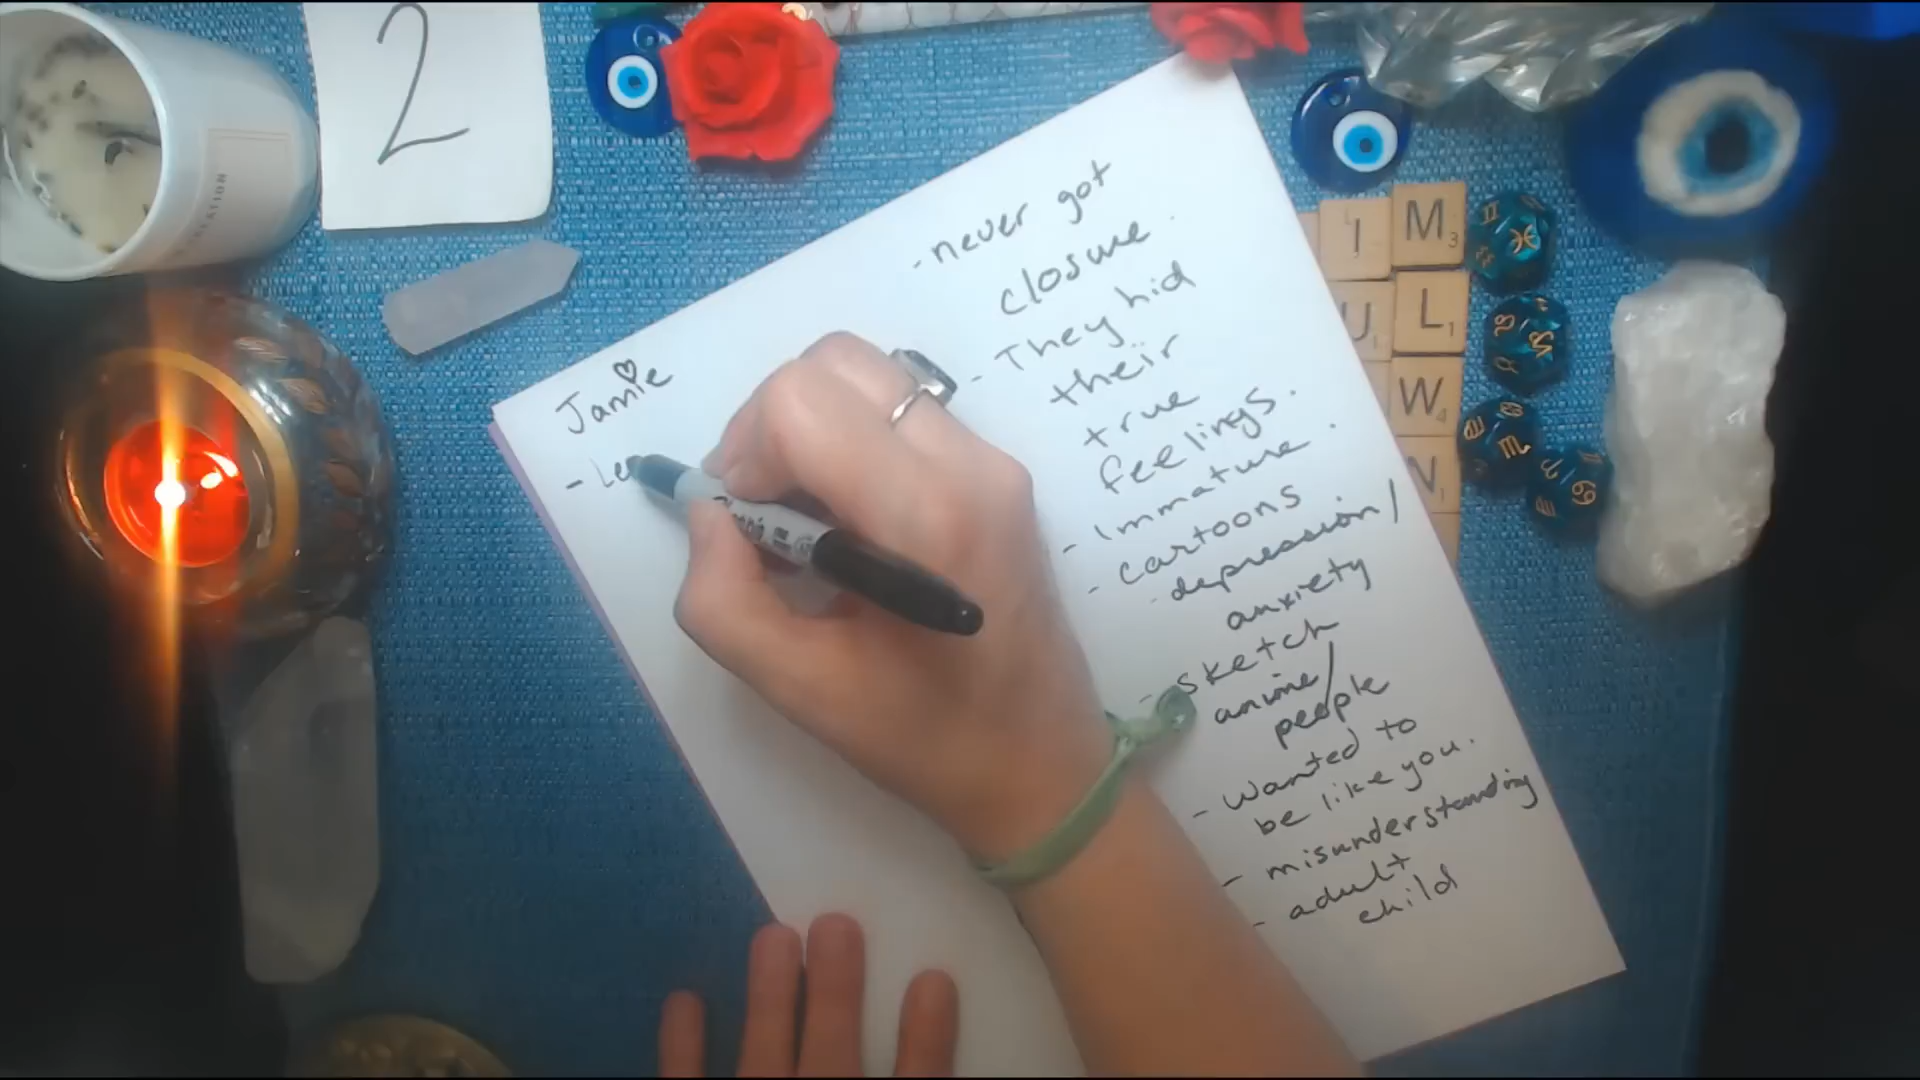 2
Jamie
- Le
- never got
closure.
- They hid
their
true
feelings.
- Immature.
- cartoons
- depression/
anxiety
- sketch
anime/
people
- Wanted to
be like you.
- misunderstanding
- adult
child
I M
U L
W
N
Sharpie